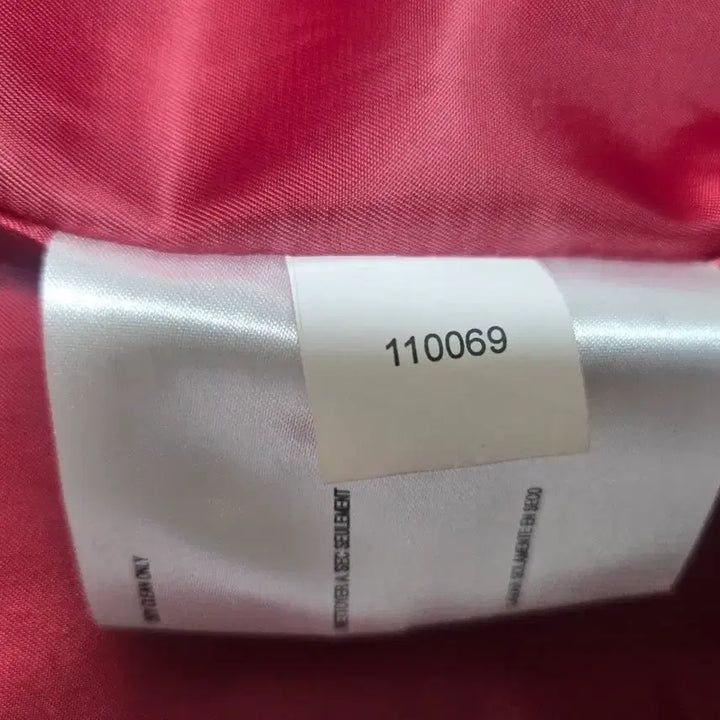 110069
DRY CLEAN ONLY
NETTOYER A SEC SEULEMENT
LAVAR SOLAMENTE EN SECO